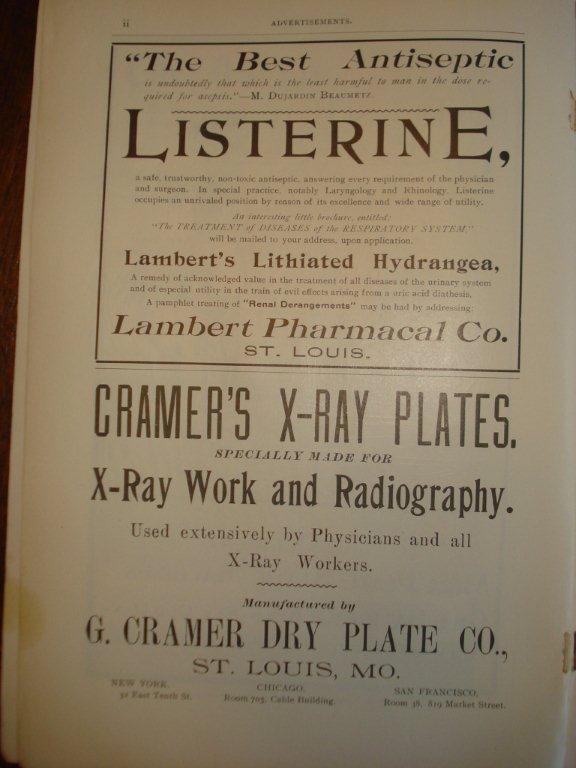 ii
ADVERTISEMENTS.
"The Best Antiseptic
is undoubtedly that which is the least harmful to man in the dose re-
quired for asepsis."—M. DUJARDIN BEAUMETZ.
LISTERINE,
a safe, trustworthy, non-toxic antiseptic, answering every requirement of the physician
and surgeon. In special practice, notably Laryngology and Rhinology, Listerine
occupies an unrivaled position by reason of its excellence and wide range of utility.
An interesting little brochure, entitled:
"The TREATMENT of DISEASES of the RESPIRATORY SYSTEM,"
will be mailed to your address, upon application.
Lambert's Lithiated Hydrangea,
A remedy of acknowledged value in the treatment of all diseases of the urinary system
and of especial utility in the train of evil effects arising from a uric acid diathesis.
A pamphlet treating of "Renal Derangements" may be had by addressing:
Lambert Pharmacal Co.
ST. LOUIS.
CRAMER'S X-RAY PLATES.
SPECIALLY MADE FOR
X-Ray Work and Radiography.
Used extensively by Physicians and all
X-Ray Workers.
Manufactured by
G. CRAMER DRY PLATE CO.,
ST. LOUIS, MO.
NEW YORK, CHICAGO, SAN FRANCISCO,
32 East Tenth St. Room 703, Cable Building. Room 38, 819 Market Street.